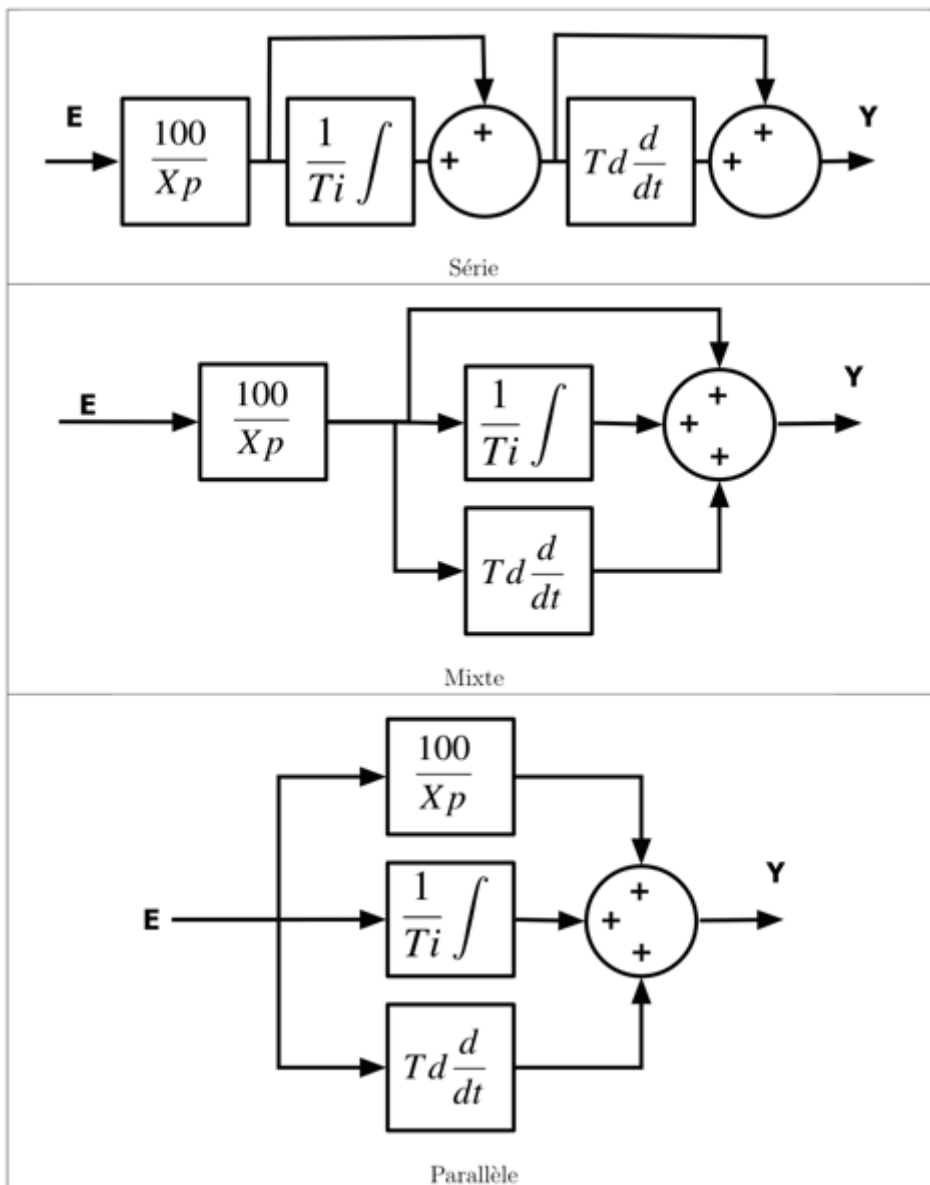 E
100
Xp
1
Ti ∫
+
+
Td d
dt
+
+
Y
Série
E
100
Xp
1
Ti ∫
+
+
+
Y
Td d
dt
Mixte
100
Xp
E
1
Ti ∫
+
+
+
Y
Td d
dt
Parallèle